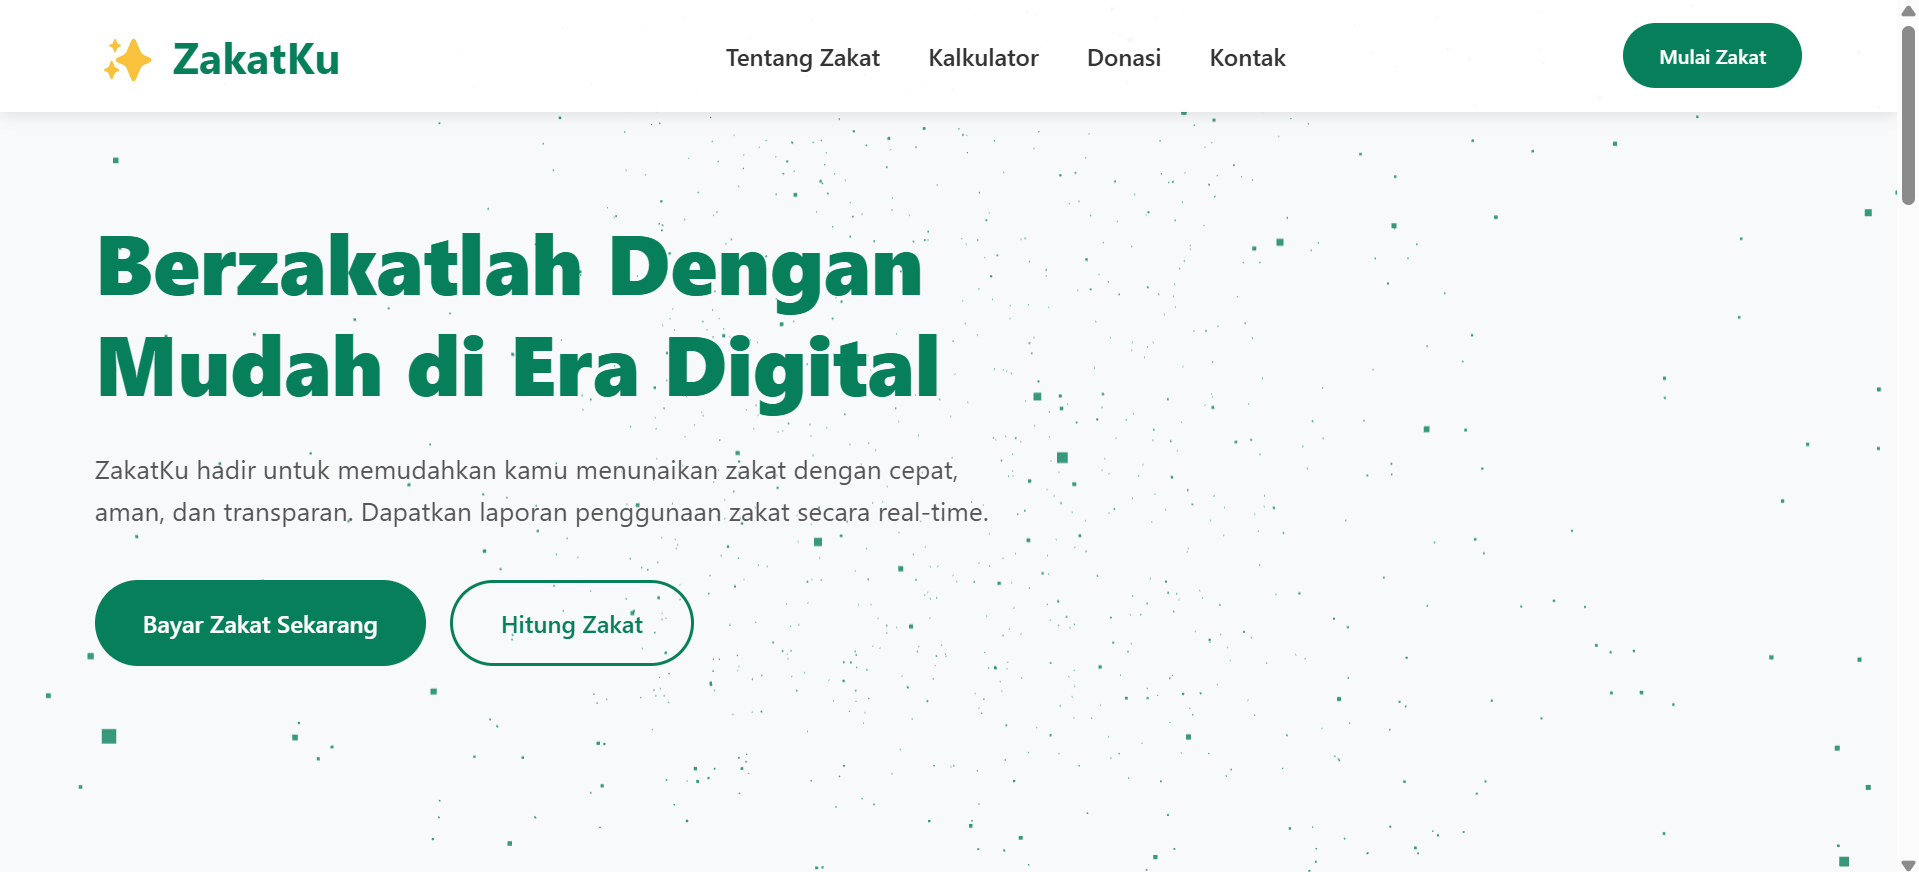 ZakatKu
Tentang Zakat
Kalkulator
Donasi
Kontak
Mulai Zakat
Berzakatlah Dengan
Mudah di Era Digital
ZakatKu hadir untuk memudahkan kamu menunaikan zakat dengan cepat,
aman, dan transparan. Dapatkan laporan penggunaan zakat secara real-time.
Bayar Zakat Sekarang
Hitung Zakat